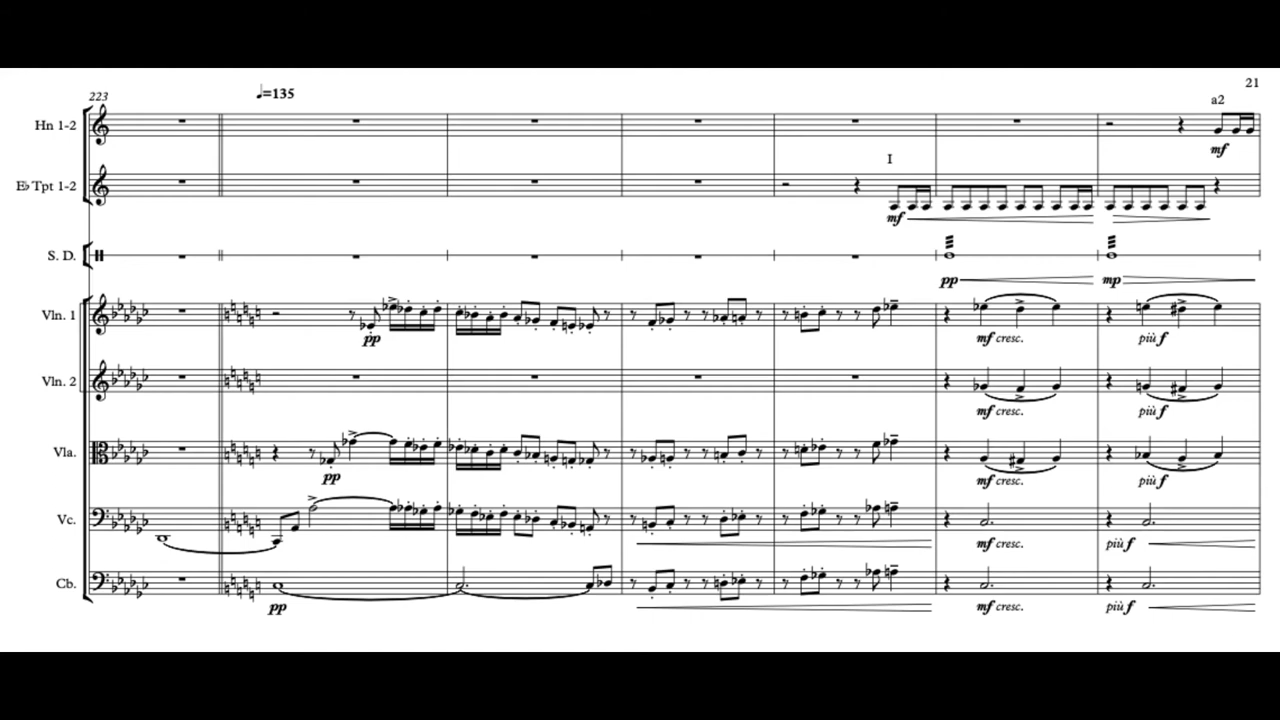 21
223
♩=135
a2
Hn 1-2
mf
I
E♭ Tpt 1-2
mf
S. D.
pp
mp
Vln. 1
pp
mf cresc.
più f
Vln. 2
mf cresc.
più f
Vla.
pp
mf cresc.
più f
Vc.
mf cresc.
più f
Cb.
pp
mf cresc.
più f